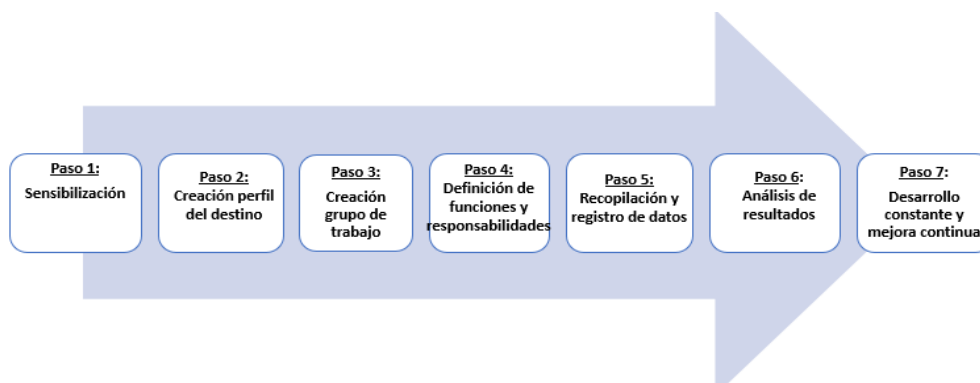 Paso 1:
Sensibilización
Paso 2:
Creación perfil
del destino
Paso 3:
Creación
grupo de
trabajo
Paso 4:
Definición de
funciones y
responsabilidades
Paso 5:
Recopilación y
registro de datos
Paso 6:
Análisis de
resultados
Paso 7:
Desarrollo
constante y
mejora continua